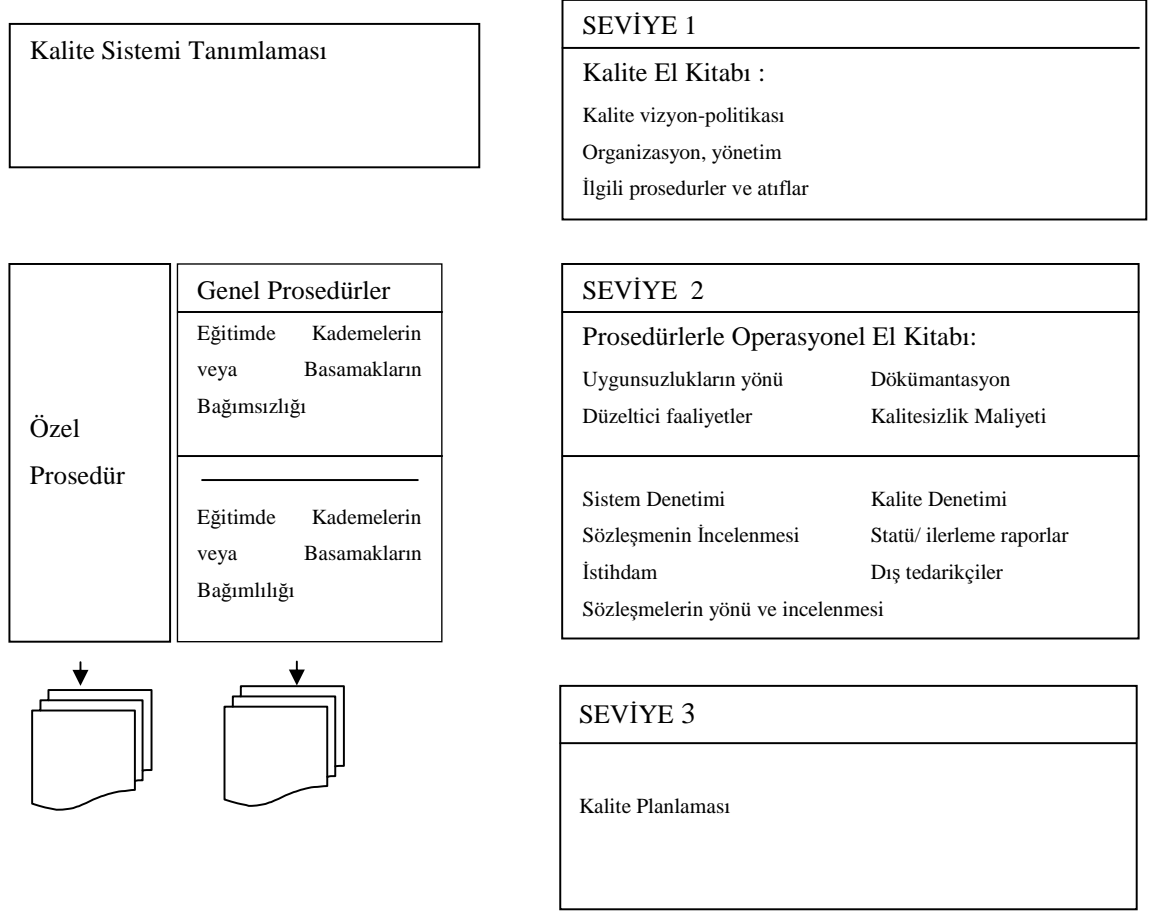 Kalite Sistemi Tanımlaması
SEVİYE 1
Kalite El Kitabı :
Kalite vizyon-politikası
Organizasyon, yönetim
İlgili prosedurler ve atıflar
Özel
Prosedür
Genel Prosedürler
Eğitimde Kademelerin
veya Basamakların
Bağımsızlığı
Eğitimde Kademelerin
veya Basamakların
Bağımlılığı
SEVİYE 2
Prosedürlerle Operasyonel El Kitabı:
Uygunsuzlukların yönü Dökümantasyon
Düzeltici faaliyetler Kalitesizlik Maliyeti
Sistem Denetimi Kalite Denetimi
Sözleşmenin İncelenmesi Statü/ ilerleme raporlar
İstihdam Dış tedarikçiler
Sözleşmelerin yönü ve incelenmesi
SEVİYE 3
Kalite Planlaması